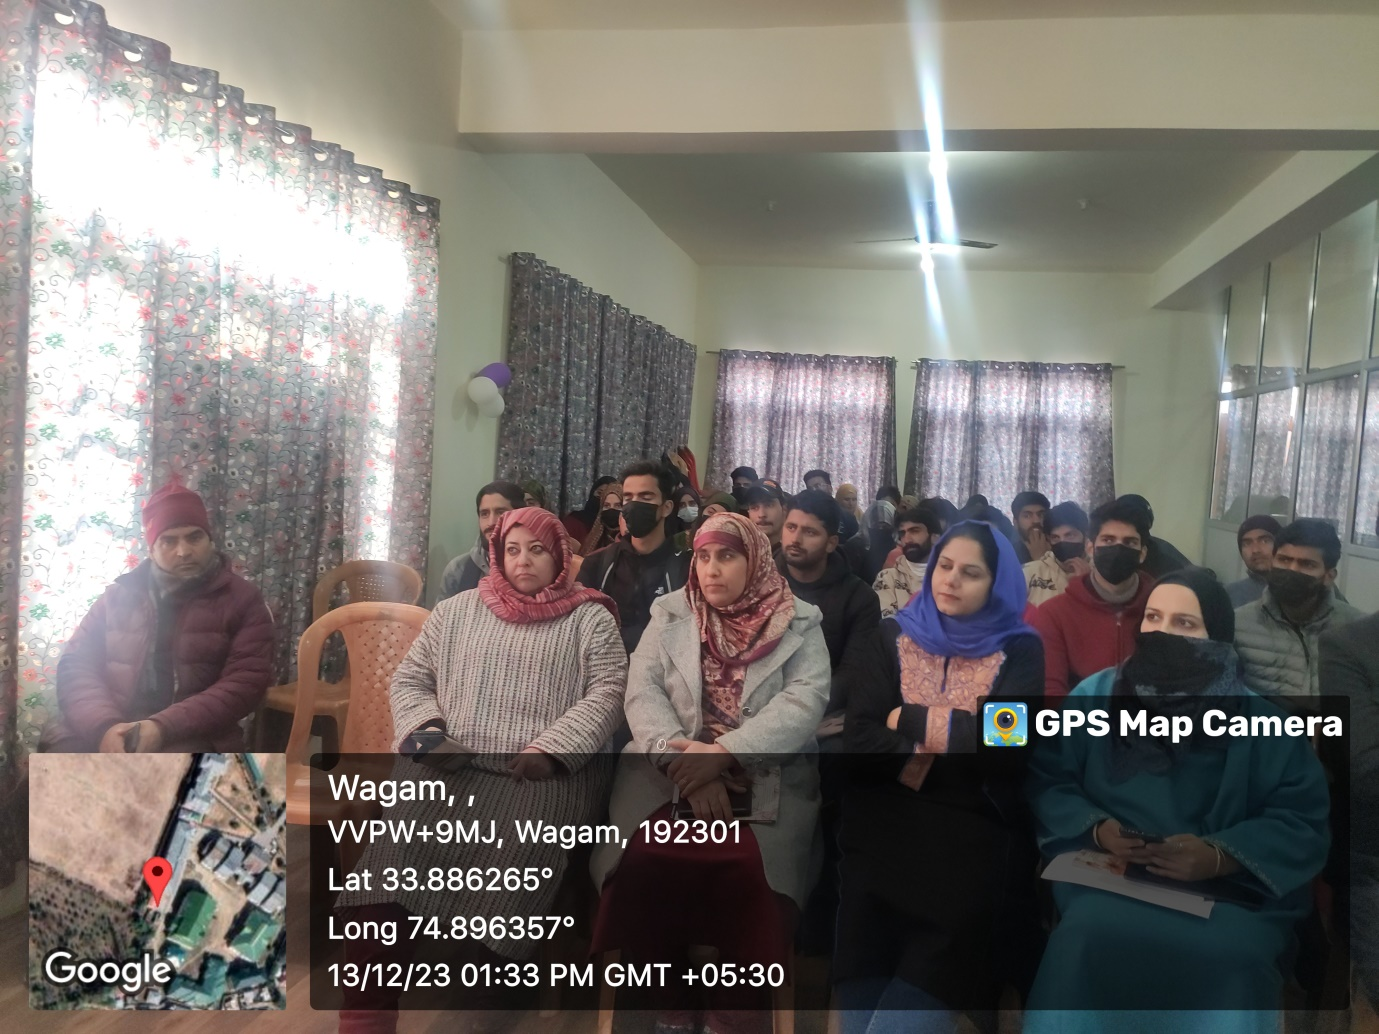 GPS Map Camera
Wagam, ,
VVPW+9MJ, Wagam, 192301
Lat 33.886265°
Long 74.896357°
13/12/23 01:33 PM GMT +05:30
Google